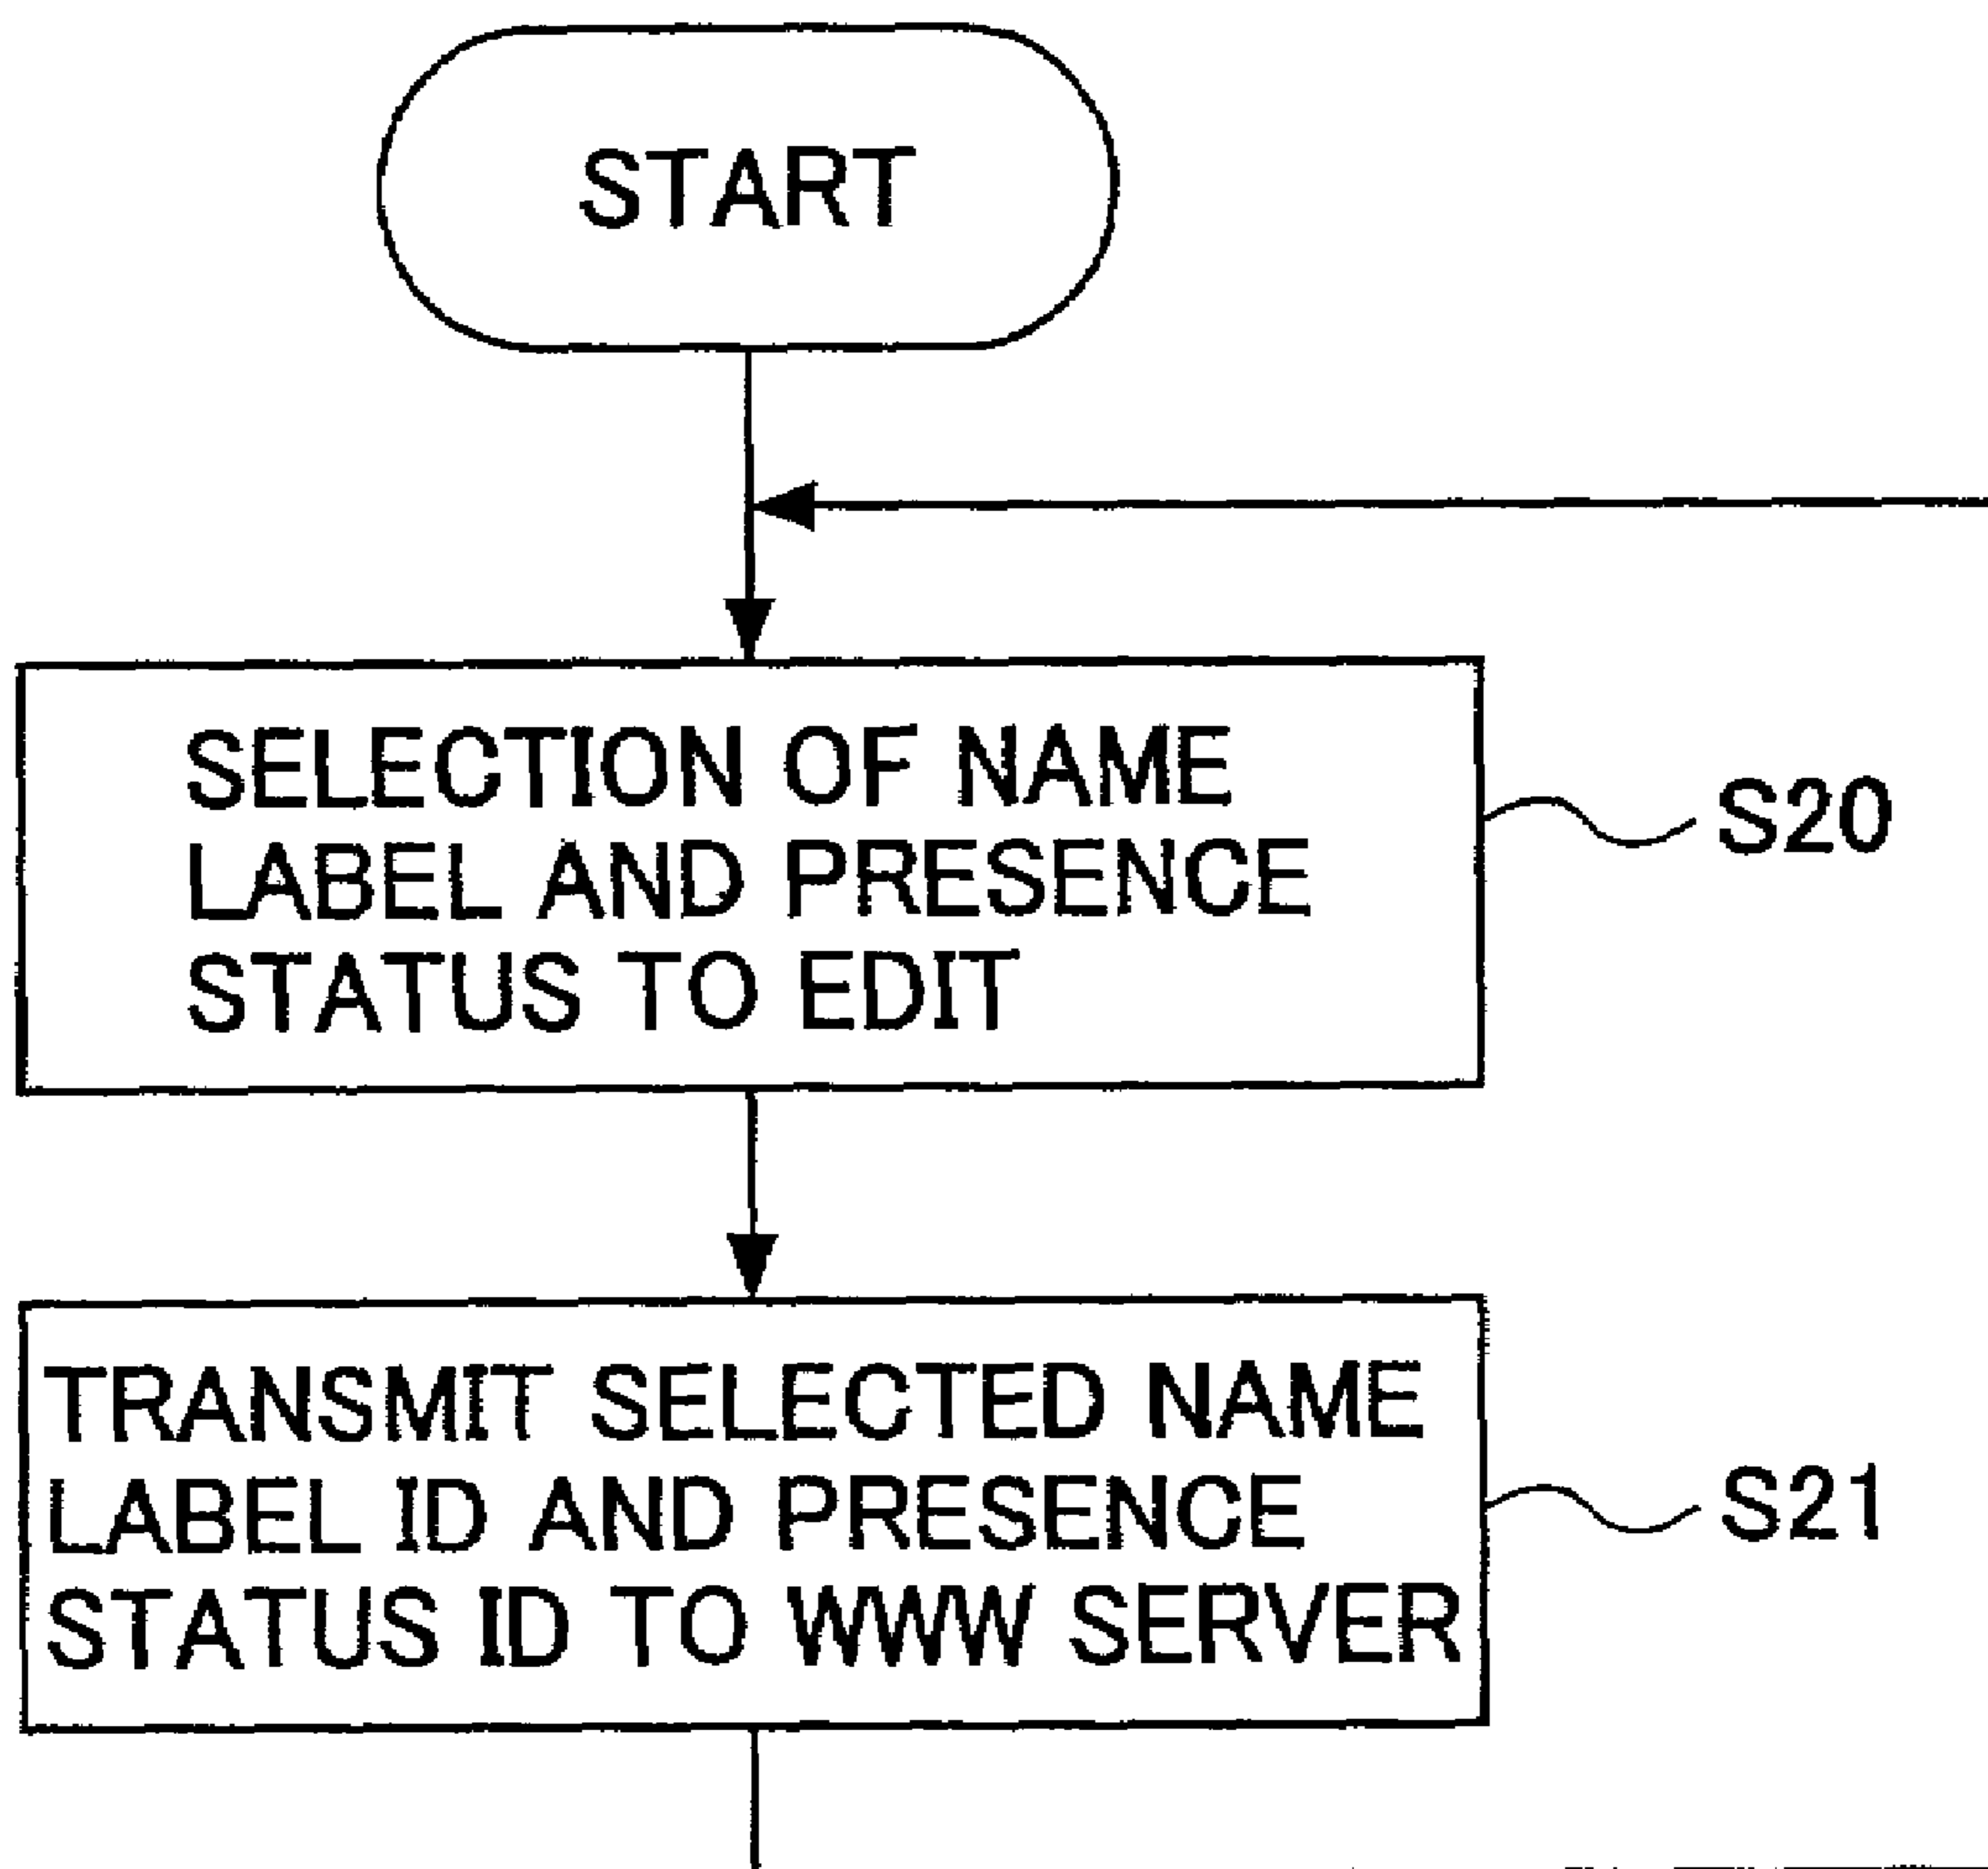 START
SELECTION OF NAME
LABEL AND PRESENCE
STATUS TO EDIT
S20
TRANSMIT SELECTED NAME
LABEL ID AND PRESENCE
STATUS ID TO WWW SERVER
S21